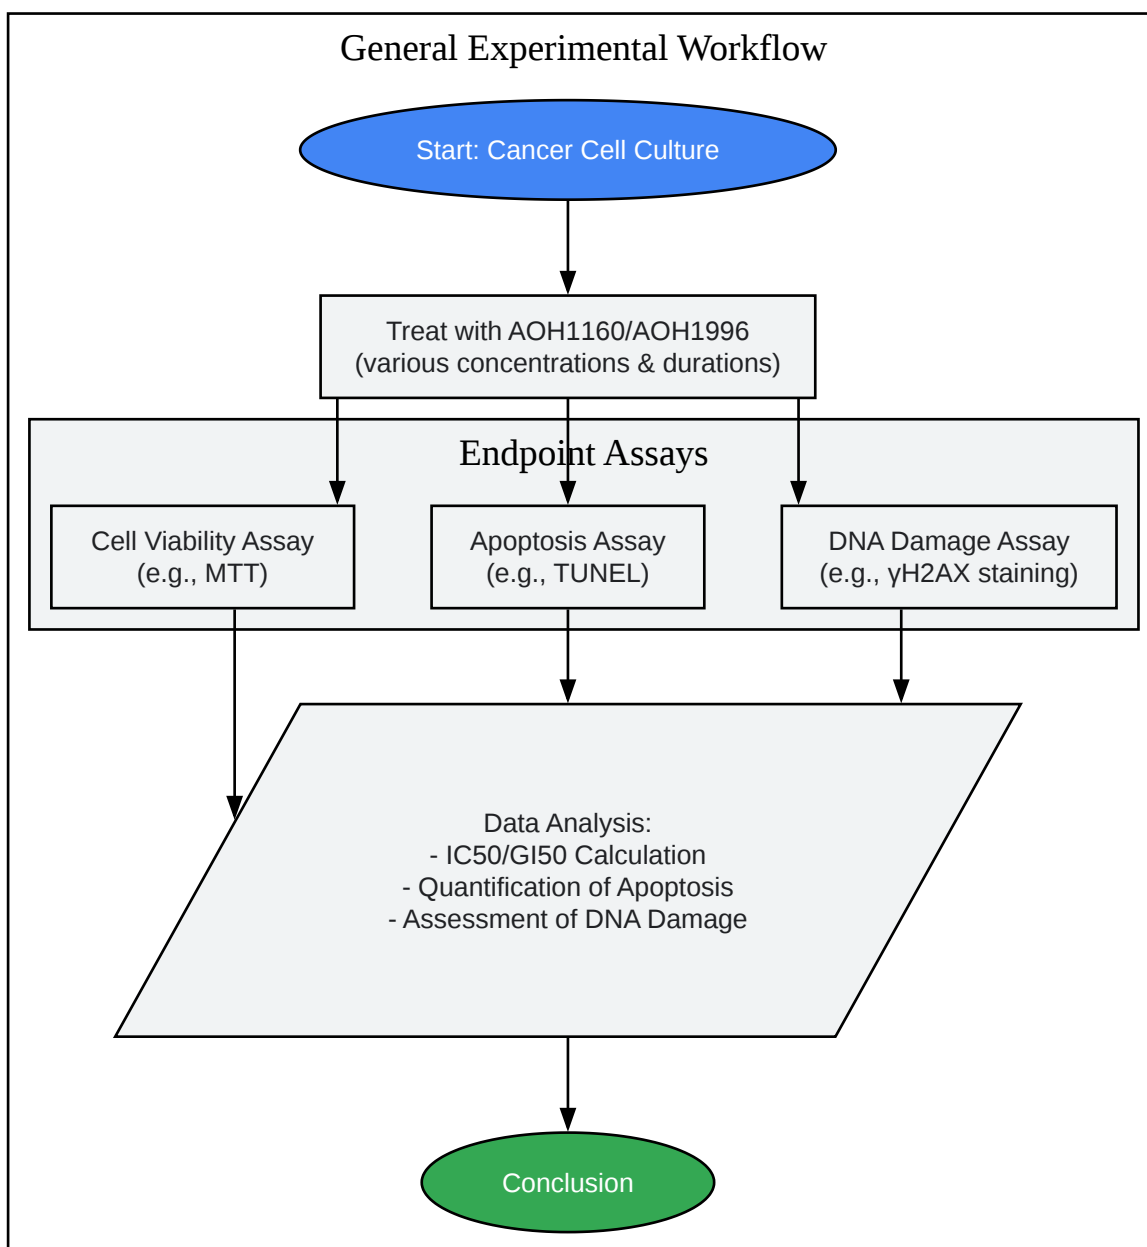 General Experimental Workflow
Start: Cancer Cell Culture
Treat with AOH1160/AOH1996
(various concentrations & durations)
Endpoint Assays
Cell Viability Assay
(e.g., MTT)
Apoptosis Assay
(e.g., TUNEL)
DNA Damage Assay
(e.g., γH2AX staining)
Data Analysis:
- IC50/GI50 Calculation
- Quantification of Apoptosis
- Assessment of DNA Damage
Conclusion